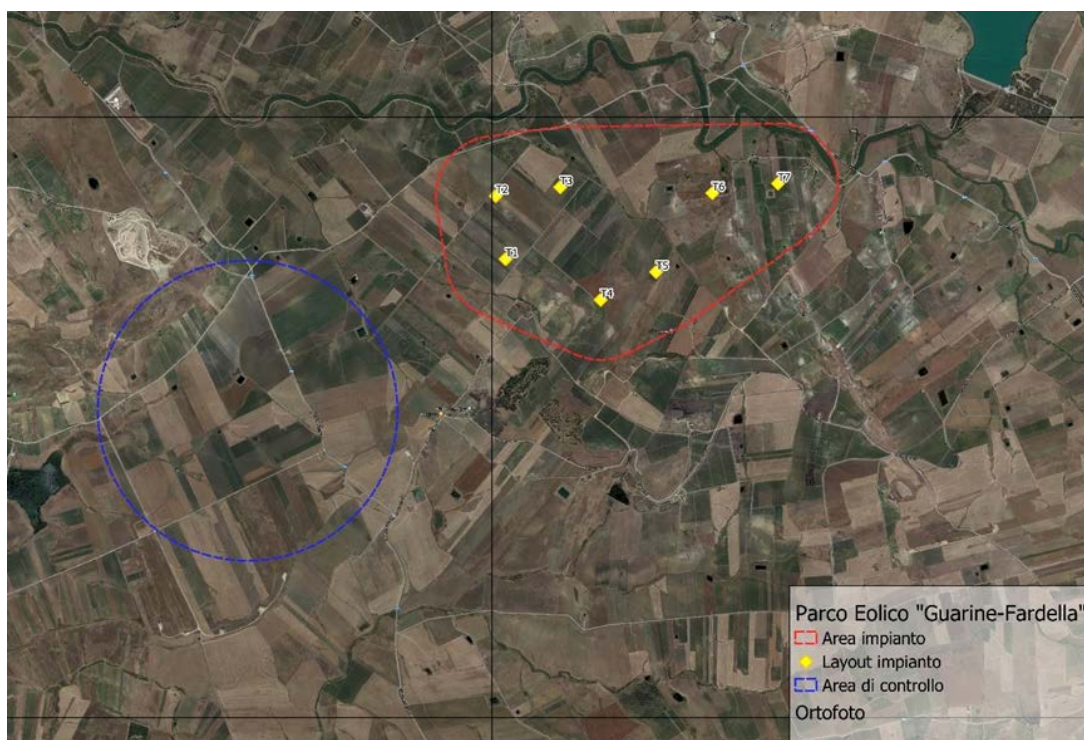 T2
T3
T6
T7
T1
T5
T4
Parco Eolico "Guarine-Fardella"
Area impianto
Layout impianto
Area di controllo
Ortofoto